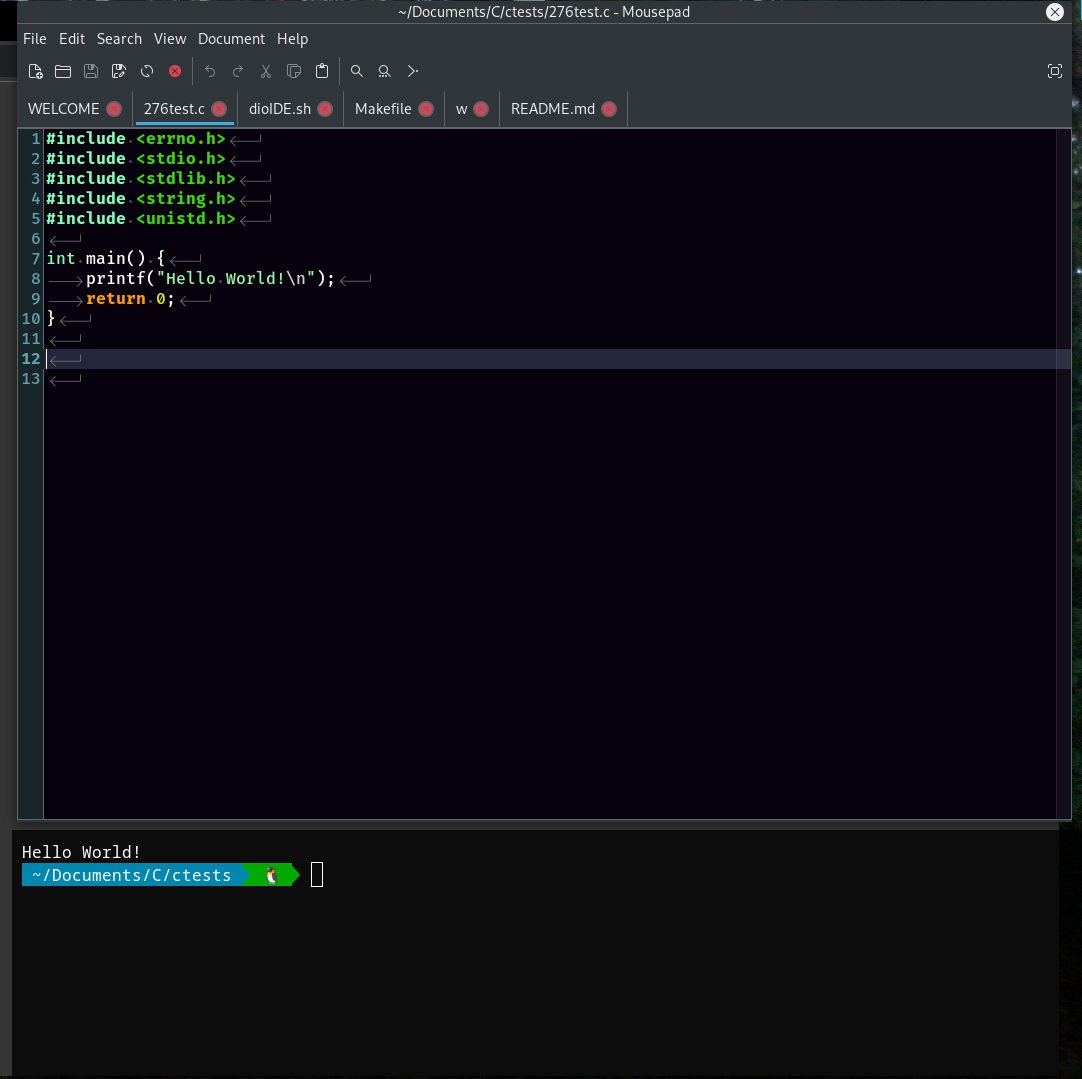 ~/Documents/C/ctests/276test.c - Mousepad
File Edit Search View Document Help
WELCOME 276test.c dioIDE.sh Makefile w README.md
1 #include <errno.h>
2 #include <stdio.h>
3 #include <stdlib.h>
4 #include <string.h>
5 #include <unistd.h>
6
7 int main() {
8 printf("Hello World!\n");
9 return 0;
10 }
11
12
13
Hello World!
~/Documents/C/ctests